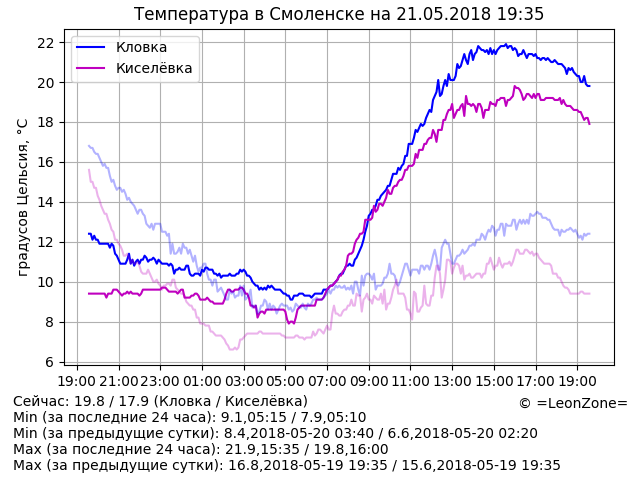 Температура в Смоленске на 21.05.2018 19:35
Кловка
Киселёвка
градусов Цельсия, °C
22
20
18
16
14
12
10
8
6
19:00 21:00 23:00 01:00 03:00 05:00 07:00 09:00 11:00 13:00 15:00 17:00 19:00
Сейчас: 19.8 / 17.9 (Кловка / Киселёвка)
© =LeonZone=
Min (за последние 24 часа): 9.1,05:15 / 7.9,05:10
Min (за предыдущие сутки): 8.4,2018-05-20 03:40 / 6.6,2018-05-20 02:20
Max (за последние 24 часа): 21.9,15:35 / 19.8,16:00
Max (за предыдущие сутки): 16.8,2018-05-19 19:35 / 15.6,2018-05-19 19:35